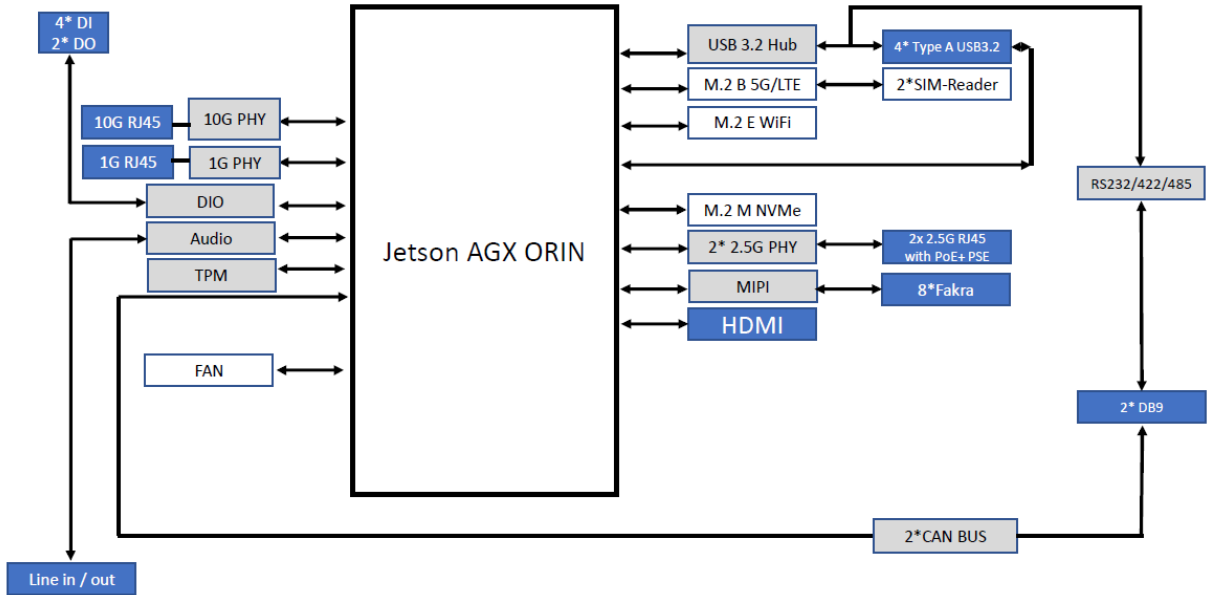 4* DI
2* DO
10G RJ45
10G PHY
1G RJ45
1G PHY
DIO
Audio
TPM
FAN
Line in / out
Jetson AGX ORIN
USB 3.2 Hub
4* Type A USB3.2
M.2 B 5G/LTE
2*SIM-Reader
M.2 E WiFi
M.2 M NVMe
2* 2.5G PHY
2x 2.5G RJ45
with PoE+ PSE
MIPI
8*Fakra
HDMI
RS232/422/485
2* DB9
2*CAN BUS